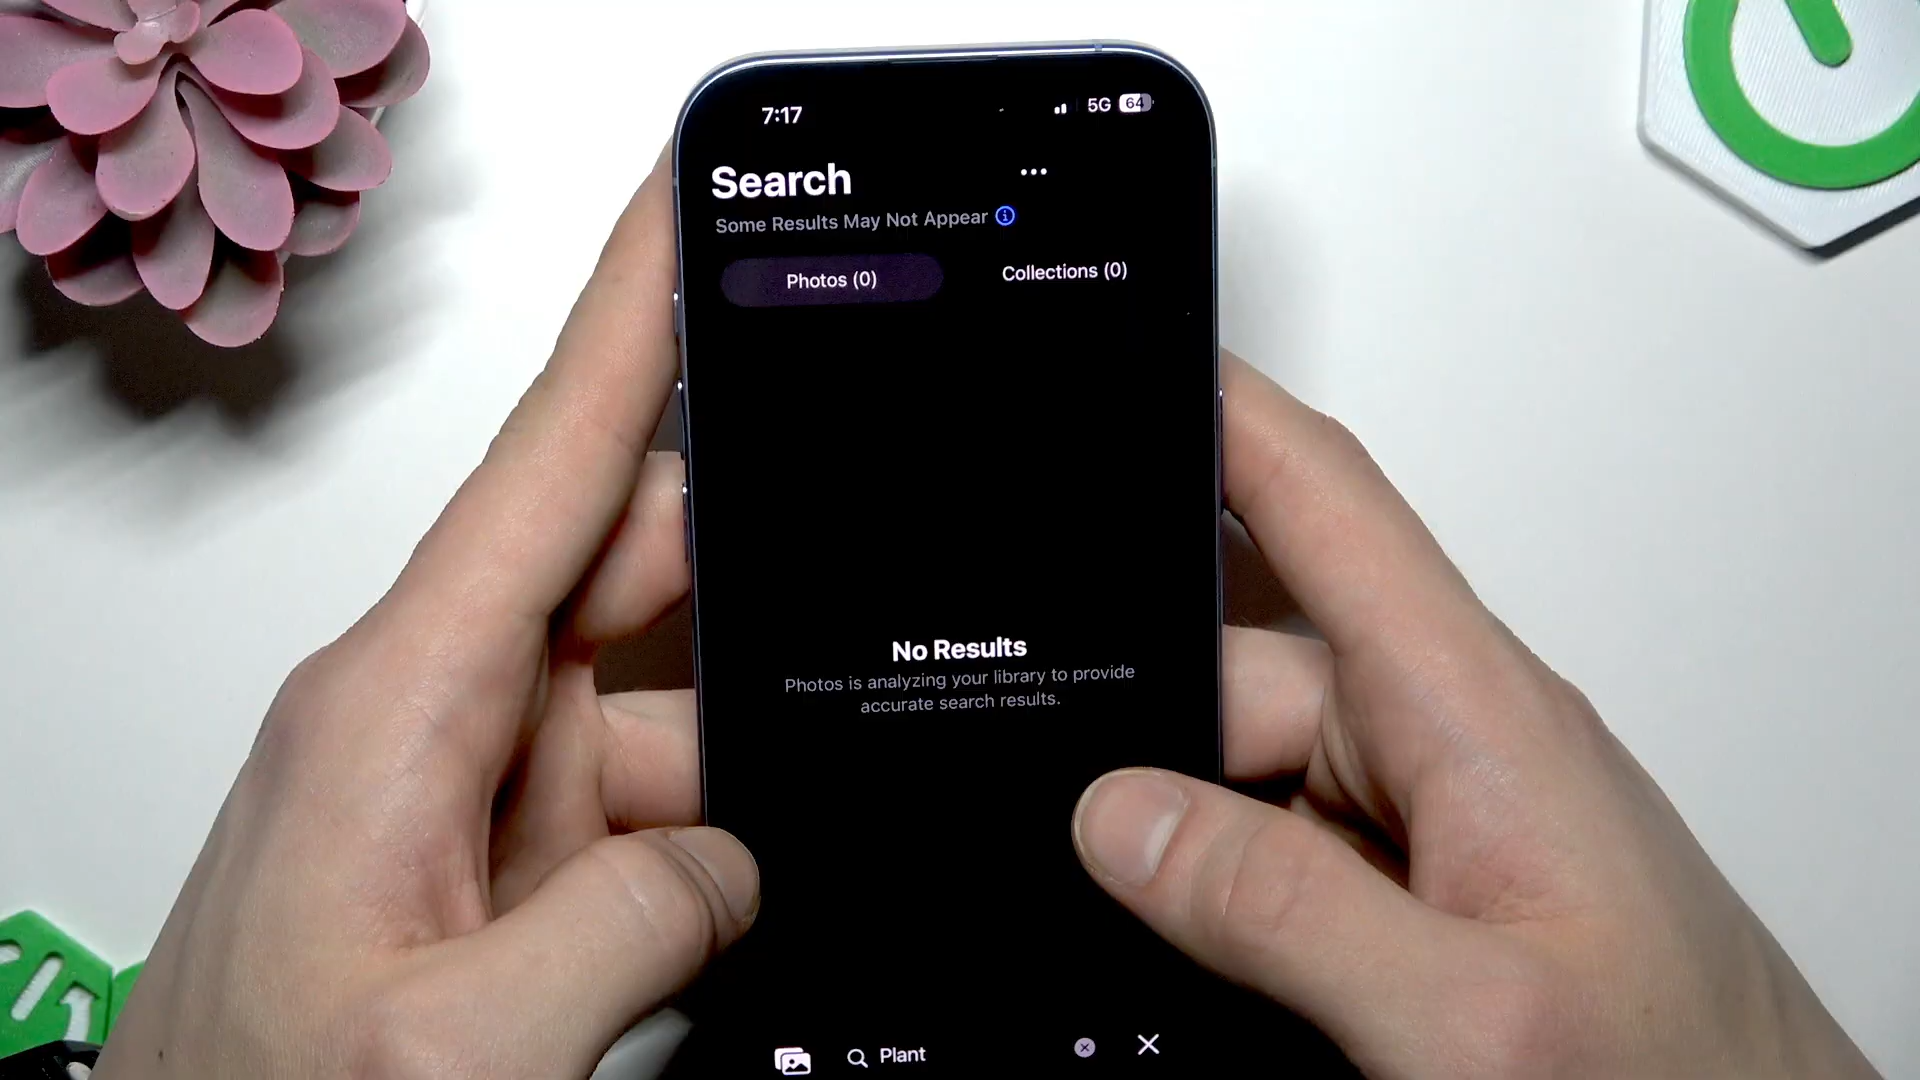 7:17
5G 64
Search
Some Results May Not Appear
Photos (0)
Collections (0)
No Results
Photos is analyzing your library to provide
accurate search results.
Plant